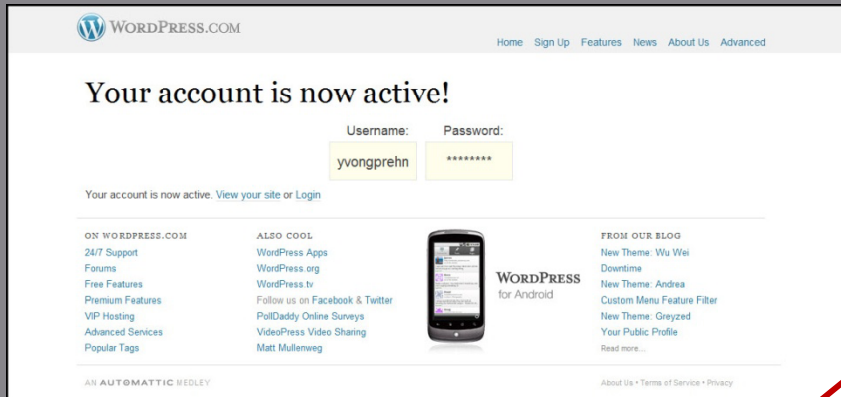 WORDPRESS.COM
Home Sign Up Features News About Us Advanced
Your account is now active!
Username: Password:
yvongprehn ********
Your account is now active. View your site or Login
ON WORDPRESS.COM
24/7 Support
Forums
Free Features
Premium Features
VIP Hosting
Advanced Services
Popular Tags
ALSO COOL
WordPress Apps
WordPress.org
WordPress.tv
Follow us on Facebook & Twitter
PollDaddy Online Surveys
VideoPress Video Sharing
Matt Mullenweg
WORDPRESS
for Android
FROM OUR BLOG
New Theme: Wu Wei
Downtime
New Theme: Andrea
Custom Menu Feature Filter
New Theme: Greyzed
Your Public Profile
Read more...
AN AUTOMATTIC MEDLEY
About Us • Terms of Service • Privacy